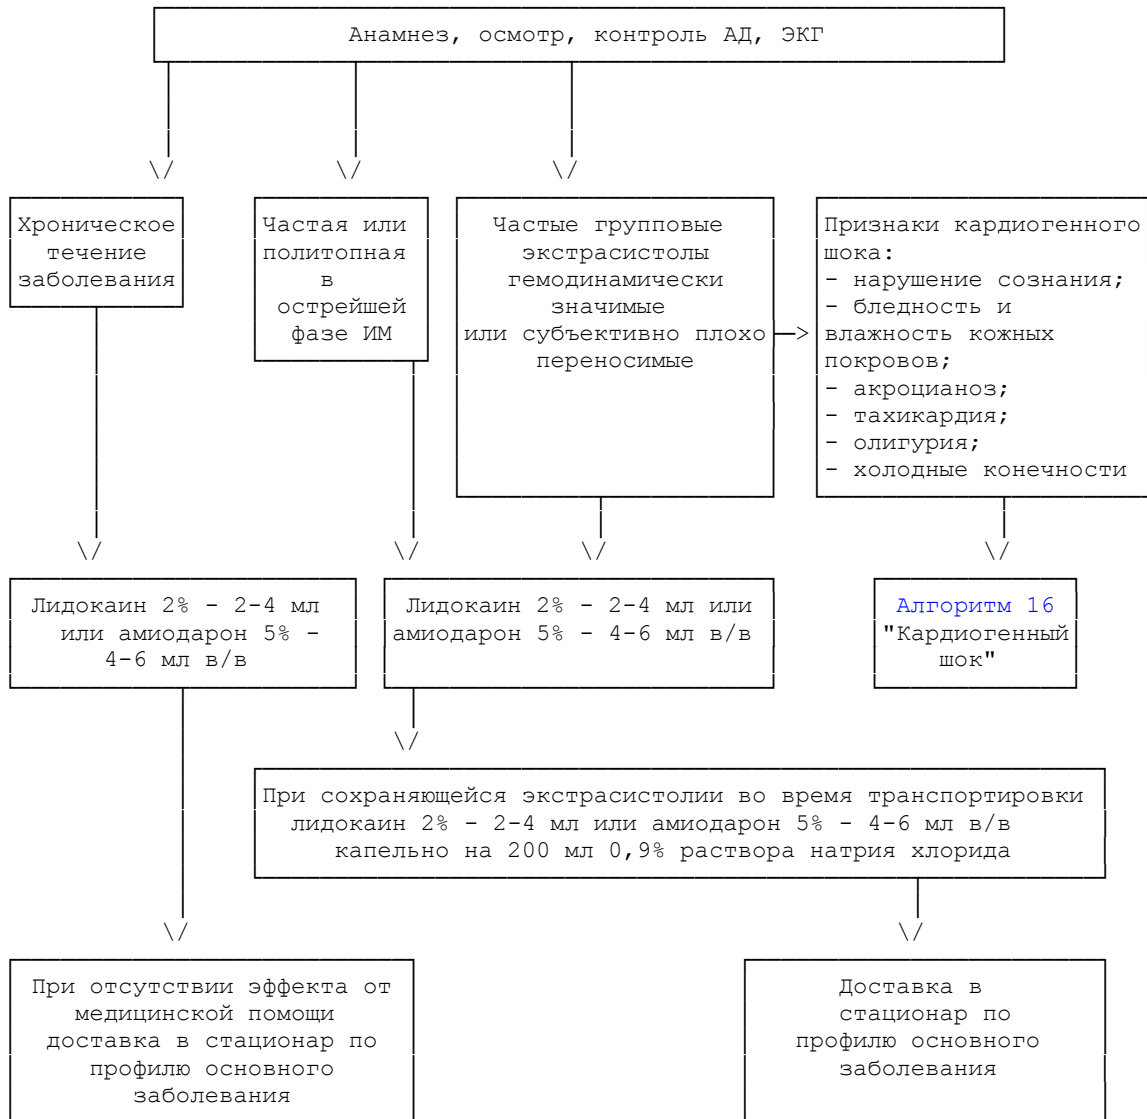 Анамнез, осмотр, контроль АД, ЭКГ
Хроническое
течение
заболевания
Частая или
политопная
в
острейшей
фазе ИМ
Частые групповые
экстрасистолы
гемодинамически
значимые
или субъективно плохо
переносимые
Признаки кардиогенного
шока:
- нарушение сознания;
- бледность и
влажность кожных
покровов;
- акроцианоз;
- тахикардия;
- олигурия;
- холодные конечности
Лидокаин 2% - 2-4 мл
или амиодарон 5% -
4-6 мл в/в
Лидокаин 2% - 2-4 мл или
амиодарон 5% - 4-6 мл в/в
Алгоритм 16
"Кардиогенный
шок"
При сохраняющейся экстрасистолии во время транспортировки
лидокаин 2% - 2-4 мл или амиодарон 5% - 4-6 мл в/в
капельно на 200 мл 0,9% раствора натрия хлорида
При отсутствии эффекта от
медицинской помощи
доставка в стационар по
профилю основного
заболевания
Доставка в
стационар по
профилю основного
заболевания